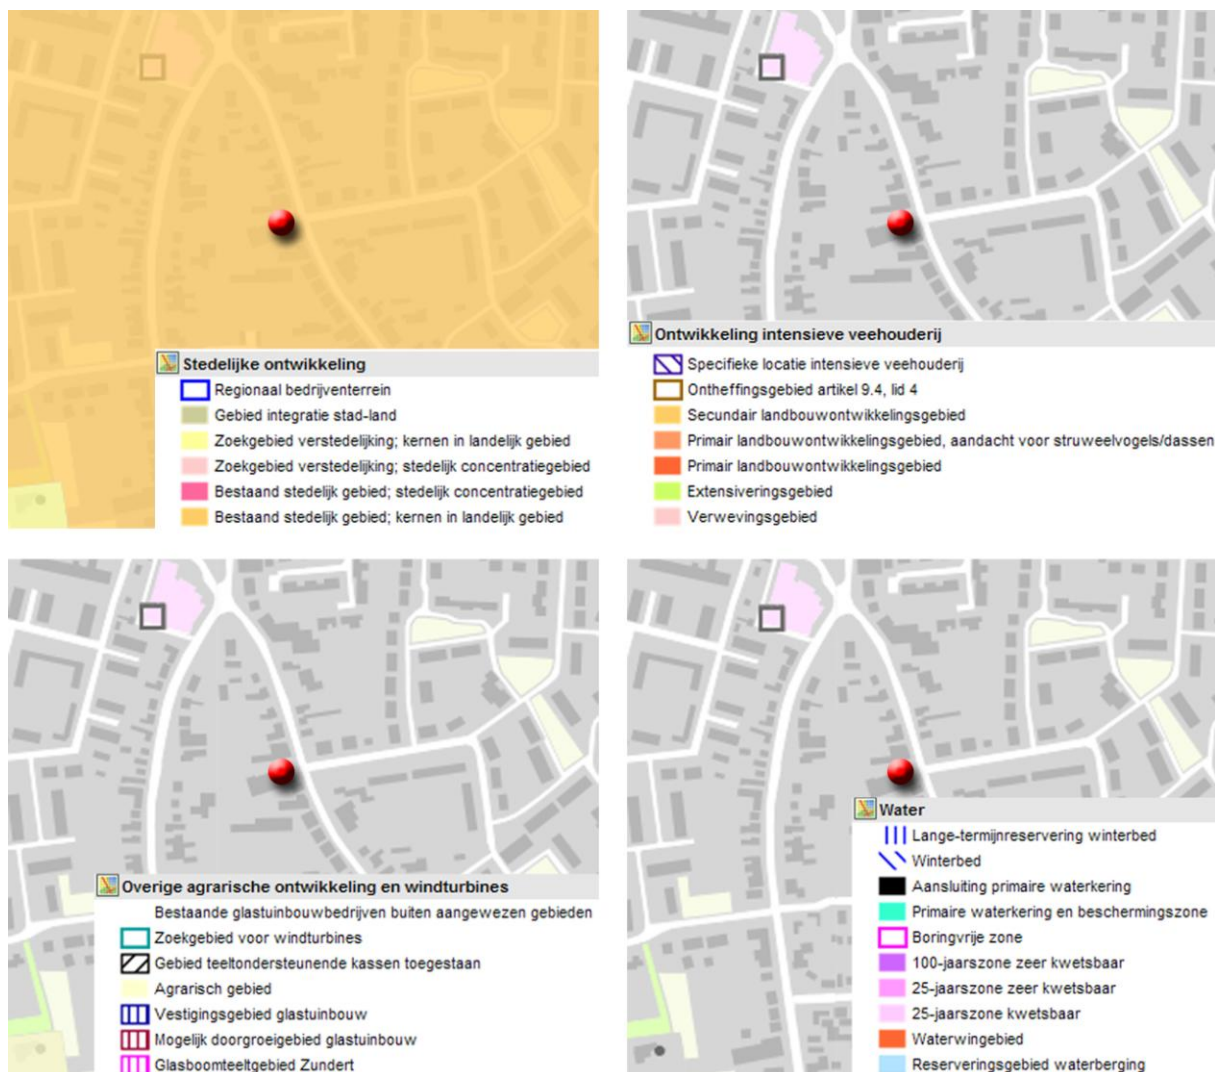 Stedelijke ontwikkeling
Regionaal bedrijventerrein
Gebied integratie stad-land
Zoekgebied verstedelijking; kernen in landelijk gebied
Zoekgebied verstedelijking; stedelijk concentratiegebied
Bestaand stedelijk gebied; stedelijk concentratiegebied
Bestaand stedelijk gebied; kernen in landelijk gebied
Ontwikkeling intensieve veehouderij
Specifieke locatie intensieve veehouderij
Ontheffingsgebied artikel 9.4, lid 4
Secundair landbouwontwikkelingsgebied
Primair landbouwontwikkelingsgebied, aandacht voor struweelvogels/dassen
Primair landbouwontwikkelingsgebied
Extensiveringsgebied
Verwevingsgebied
Overige agrarische ontwikkeling en windturbines
Bestaande glastuinbouwbedrijven buiten aangewezen gebieden
Zoekgebied voor windturbines
Gebied teeltondersteunende kassen toegestaan
Agrarisch gebied
Vestigingsgebied glastuinbouw
Mogelijk doorgroeigebied glastuinbouw
Glasboomteeltgebied Zundert
Water
Lange-termijnreservering winterbed
Winterbed
Aansluiting primaire waterkering
Primaire waterkering en beschermingszone
Boringvrije zone
100-jaarszone zeer kwetsbaar
25-jaarszone zeer kwetsbaar
25-jaarszone kwetsbaar
Waterwingebied
Reserveringsgebied waterberging